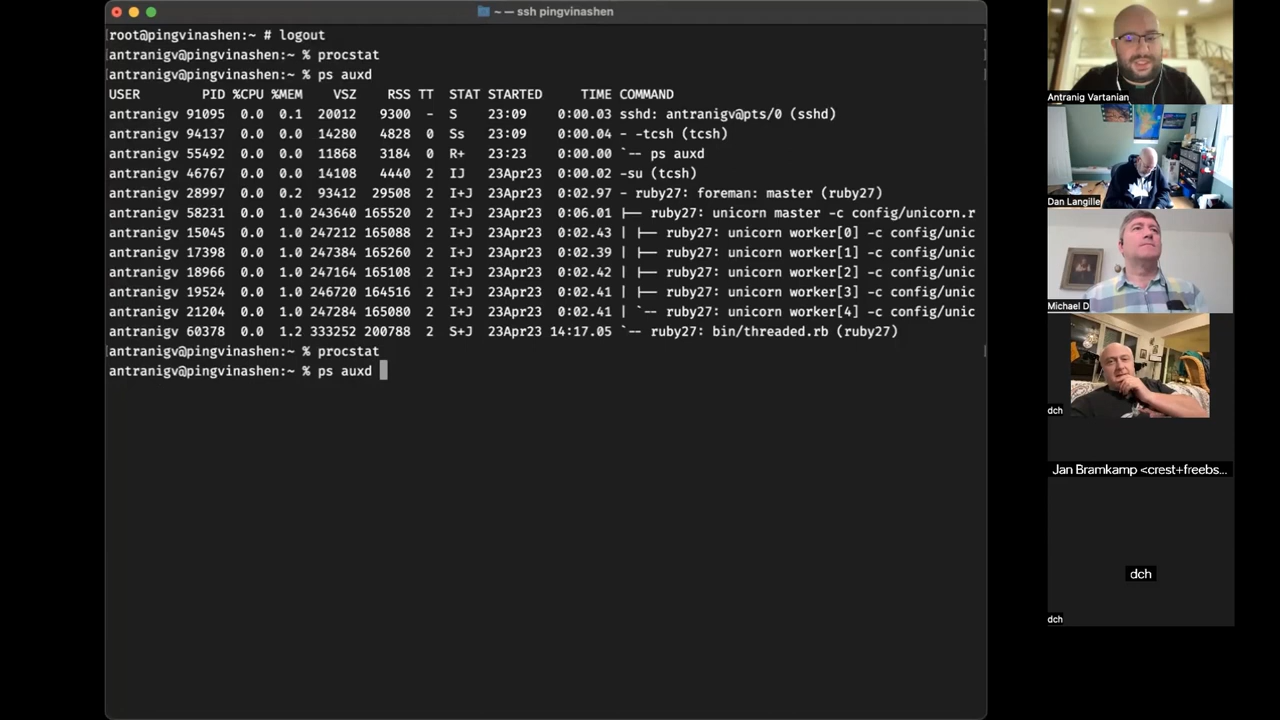 ~ — ssh pingvinashen
root@pingvinashen:~ # logout
antranigv@pingvinashen:~ % procstat
antranigv@pingvinashen:~ % ps auxd
USER PID %CPU %MEM VSZ RSS TT STAT STARTED TIME COMMAND
antranigv 91095 0.0 0.1 20012 9308 - S 23:09 0:00.03 sshd: antranigv@pts/0 (sshd)
antranigv 94137 0.0 0.0 14280 4828 0 Ss 23:09 0:00.04 - -tcsh (tcsh)
antranigv 55492 0.0 0.0 11868 3184 0 R+ 23:23 0:00.00 `-- ps auxd
antranigv 46767 0.0 0.0 14108 4440 2 IJ 23Apr23 0:00.02 -su (tcsh)
antranigv 28997 0.0 0.2 93412 29508 2 I+J 23Apr23 0:02.97 - ruby27: foreman: master (ruby27)
antranigv 58231 0.0 1.0 243640 165520 2 I+J 23Apr23 0:06.01 |-- ruby27: unicorn master -c config/unicorn.r
antranigv 15045 0.0 1.0 247212 165088 2 I+J 23Apr23 0:02.43 | |-- ruby27: unicorn worker[0] -c config/unic
antranigv 17398 0.0 1.0 247384 165260 2 I+J 23Apr23 0:02.39 | |-- ruby27: unicorn worker[1] -c config/unic
antranigv 18966 0.0 1.0 247164 165108 2 I+J 23Apr23 0:02.42 | |-- ruby27: unicorn worker[2] -c config/unic
antranigv 19524 0.0 1.0 246720 164516 2 I+J 23Apr23 0:02.41 | |-- ruby27: unicorn worker[3] -c config/unic
antranigv 21204 0.0 1.0 247284 165080 2 I+J 23Apr23 0:02.41 | `-- ruby27: unicorn worker[4] -c config/unic
antranigv 60378 0.0 1.2 333252 200788 2 S+J 23Apr23 14:17.05 `-- ruby27: bin/threaded.rb (ruby27)
antranigv@pingvinashen:~ % procstat
antranigv@pingvinashen:~ % ps auxd
Antranig Vartanian
Dan Langille
Michael D
dch
Jan Bramkamp <crest+freebs...
dch
dch